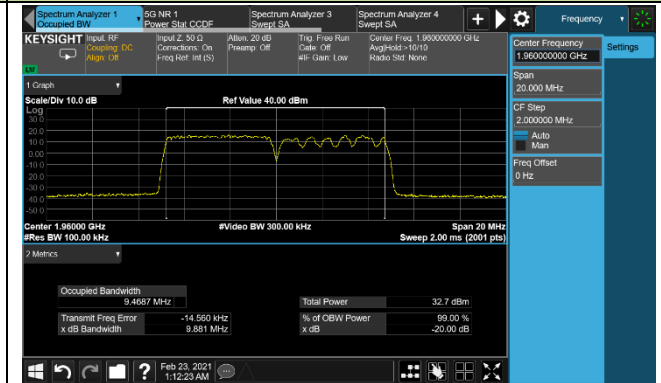 Spectrum Analyzer 1
Occupied BW
5G NR 1
Power Stat CCDF
Spectrum Analyzer 3
Swept SA
Spectrum Analyzer 4
Swept SA
Frequency
KEYSIGHT
Input: RF
Coupling: DC
Align: Off
Input Z: 50 Ω
Corrections: On
Freq Ref: Int (S)
Atten: 20 dB
Preamp: Off
Trig: Free Run
Gate: Off
#IF Gain: Low
Center Freq: 1.960000000 GHz
Avg|Hold:>10/10
Radio Std: None
Center Frequency
1.960000000 GHz
Settings
Span
20.000 MHz
CF Step
2.000000 MHz
Auto
Man
Freq Offset
0 Hz
1 Graph
Scale/Div 10.0 dB
Ref Value 40.00 dBm
Log
30.0
20.0
10.0
0.00
-10.0
-20.0
-30.0
-40.0
-50.0
Center 1.96000 GHz
#Video BW 300.00 kHz
Span 20 MHz
#Res BW 100.00 kHz
Sweep 2.00 ms (2001 pts)
2 Metrics
Occupied Bandwidth
9.4687 MHz
Total Power
32.7 dBm
Transmit Freq Error
-14.560 kHz
% of OBW Power
99.00 %
x dB Bandwidth
9.881 MHz
x dB
-20.00 dB
Feb 23, 2021
1:12:23 AM